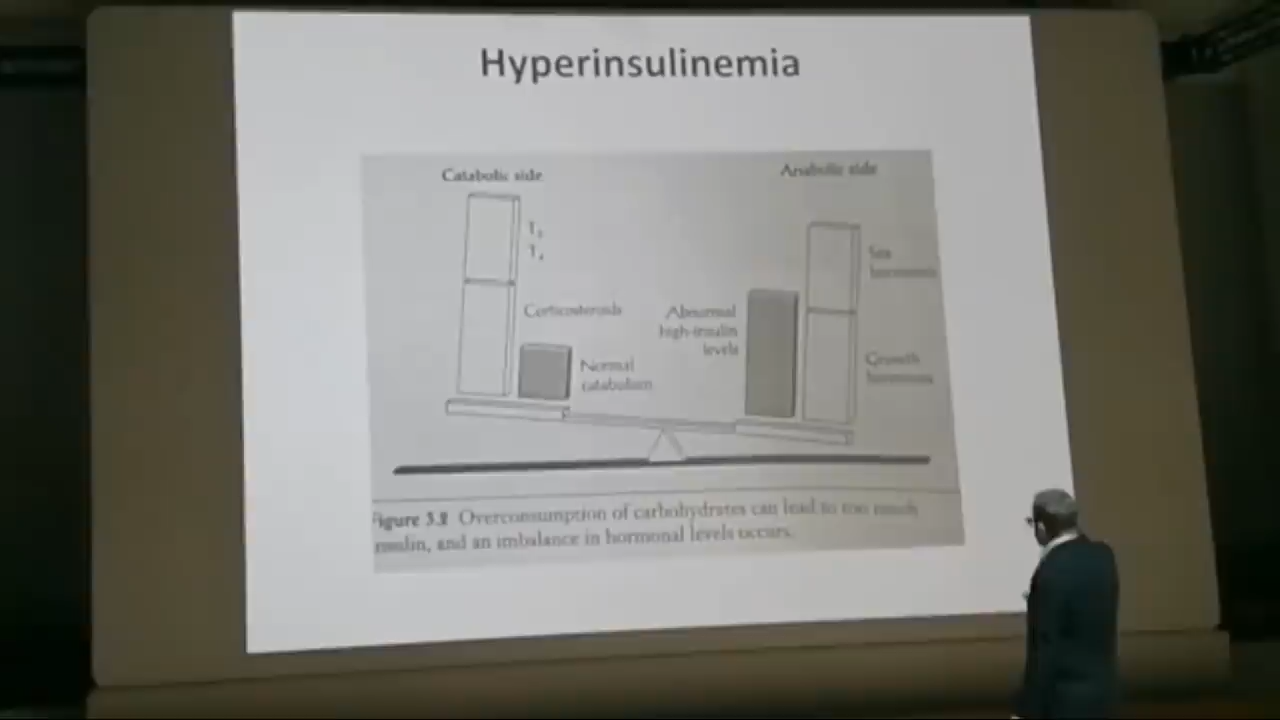 Hyperinsulinemia
Catabolic side
Anabolic side
T₃
T₄
Sex
hormones
Corticosteroids
Abnormal
high-insulin
levels
Normal
catabolism
Growth
hormones
Figure 3.2 Overconsumption of carbohydrates can lead to too much
insulin, and an imbalance in hormonal levels occurs.